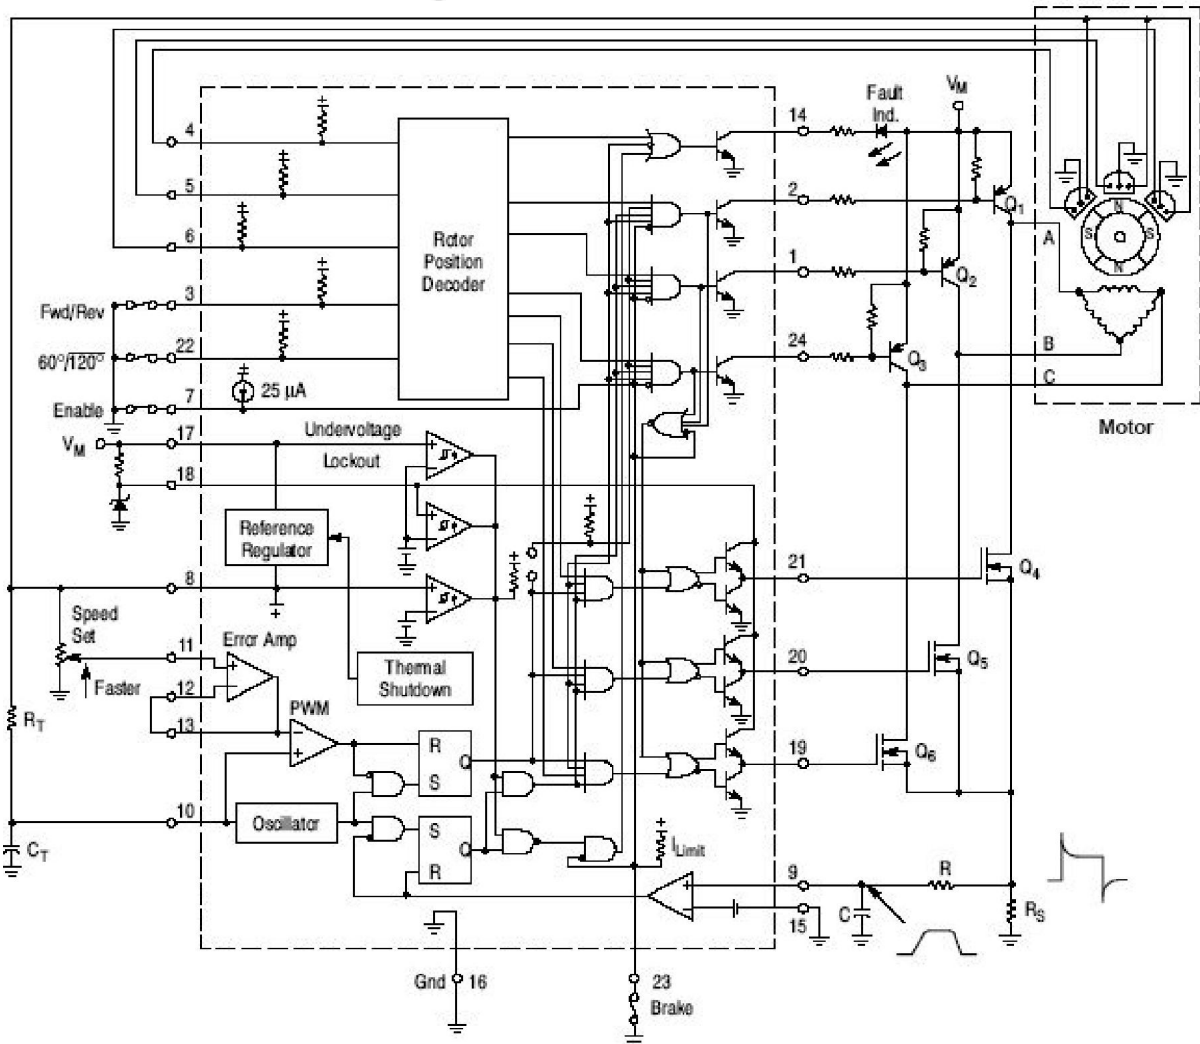 4
14
Fault
Ind.
VM
5
2
Q1
6
Rotor
Position
Decoder
1
Q2
A
N
S
S
N
Fwd/Rev
3
60°/120°
22
24
Q3
B
C
25 µA
Enable
7
Motor
VM
17
Undervoltage
Lockout
18
Reference
Regulator
21
Q4
8
Speed
Set
11
Error Amp
Thermal
Shutdown
20
Q5
Faster
12
RT
13
PWM
R
Q
S
19
Q6
10
Oscillator
S
Q
R
CT
ILimit
9
R
15
C
RS
Gnd
16
23
Brake